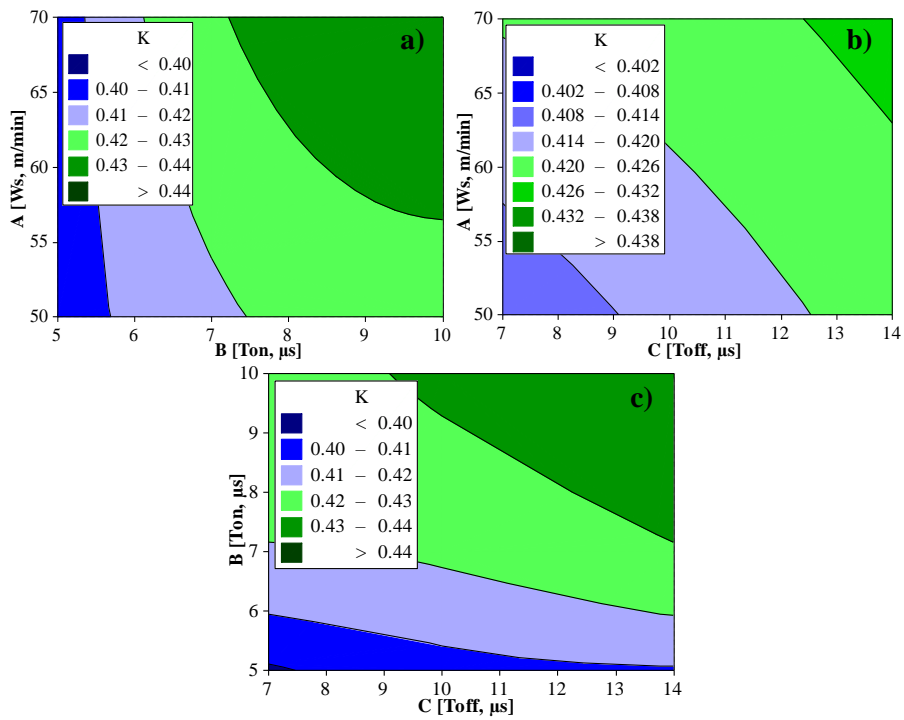 a)
K
< 0.40
0.40 – 0.41
0.41 – 0.42
0.42 – 0.43
0.43 – 0.44
> 0.44
70
65
60
55
50
A [Ws, m/min]
5 6 7 8 9 10
B [Ton, µs]
b)
K
< 0.402
0.402 – 0.408
0.408 – 0.414
0.414 – 0.420
0.420 – 0.426
0.426 – 0.432
0.432 – 0.438
> 0.438
70
65
60
55
50
A [Ws, m/min]
7 8 9 10 11 12 13 14
C [Toff, µs]
c)
K
< 0.40
0.40 – 0.41
0.41 – 0.42
0.42 – 0.43
0.43 – 0.44
> 0.44
10
9
8
7
6
5
B [Ton, µs]
7 8 9 10 11 12 13 14
C [Toff, µs]